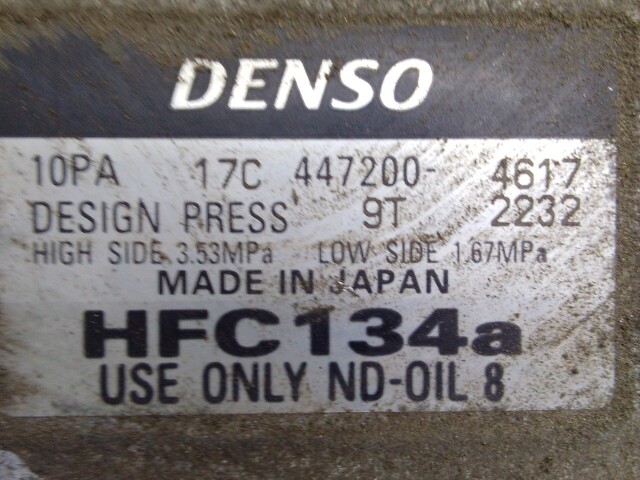 DENSO
10PA 17C 447200- 4617
DESIGN PRESS 9T 2232
HIGH SIDE 3.53MPa LOW SIDE 1.67MPa
MADE IN JAPAN
HFC134a
USE ONLY ND-OIL 8